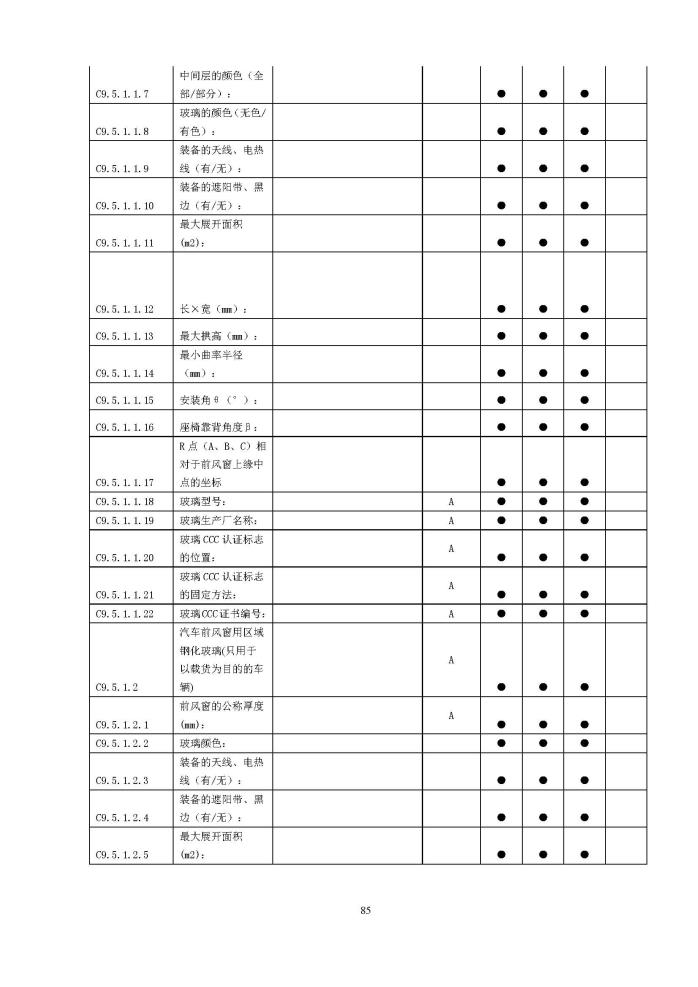 中间层的颜色（全
C9.5.1.1.7 部/部分）： ● ● ●
玻璃的颜色（无色/
C9.5.1.1.8 有色）： ● ● ●
装备的天线、电热
C9.5.1.1.9 线（有/无）： ● ● ●
装备的遮阳带、黑
C9.5.1.1.10 边（有/无）： ● ● ●
最大展开面积
C9.5.1.1.11 (m2)： ● ● ●
C9.5.1.1.12 长×宽（mm）： ● ● ●
C9.5.1.1.13 最大拱高（mm）： ● ● ●
最小曲率半径
C9.5.1.1.14 （mm）： ● ● ●
C9.5.1.1.15 安装角θ（°）： ● ● ●
C9.5.1.1.16 座椅靠背角度β： ● ● ●
R 点（A、B、C）相
对于前风窗上缘中
C9.5.1.1.17 点的坐标 ● ● ●
C9.5.1.1.18 玻璃型号： A ● ● ●
C9.5.1.1.19 玻璃生产厂名称： A ● ● ●
玻璃 CCC 认证标志
C9.5.1.1.20 的位置： A ● ● ●
玻璃 CCC 认证标志
C9.5.1.1.21 的固定方法： A ● ● ●
C9.5.1.1.22 玻璃CCC证书编号： A ● ● ●
汽车前风窗用区域
钢化玻璃(只用于
以载货为目的的车
C9.5.1.2 辆) A ● ● ●
前风窗的公称厚度
C9.5.1.2.1 (mm)： A ● ● ●
C9.5.1.2.2 玻璃颜色： ● ● ●
装备的天线、电热
C9.5.1.2.3 线（有/无）： ● ● ●
装备的遮阳带、黑
C9.5.1.2.4 边（有/无）： ● ● ●
最大展开面积
C9.5.1.2.5 (m2)： ● ● ●
85